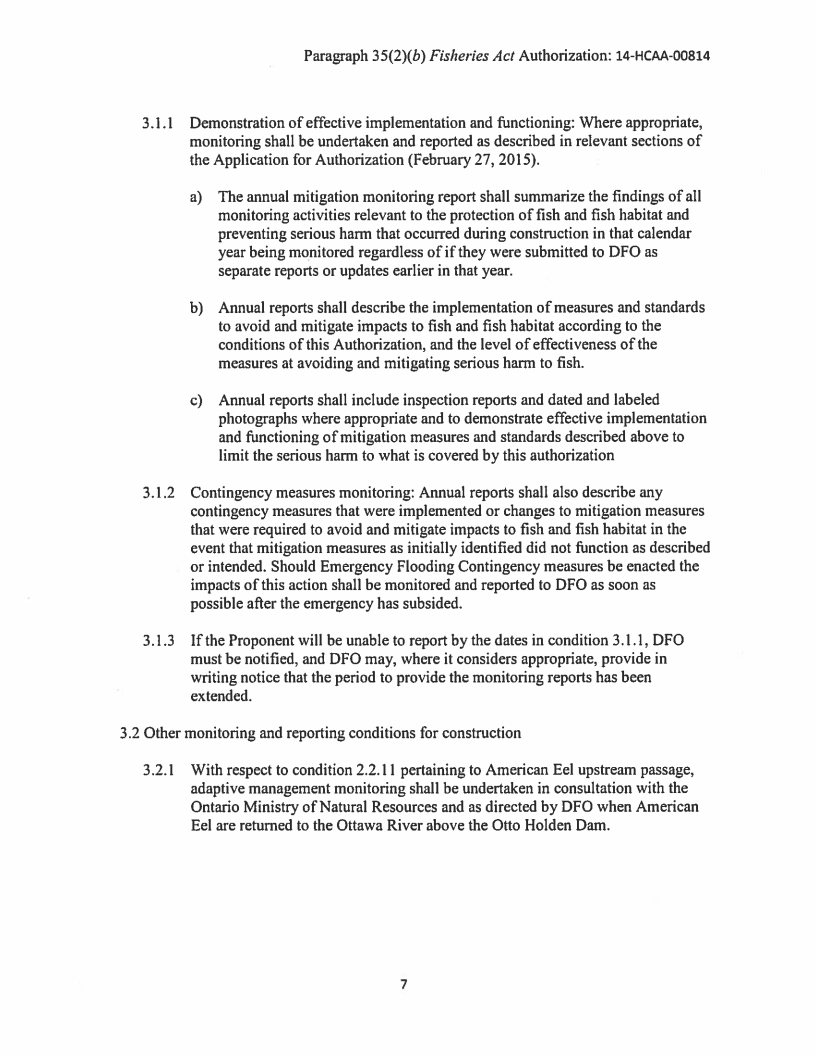 Paragraph 35(2)(b) Fisheries Act Authorization: 14-HCAA-00814
3.1.1 Demonstration of effective implementation and functioning: Where appropriate,
monitoring shall be undertaken and reported as described in relevant sections of
the Application for Authorization (February 27, 2015).
a) The annual mitigation monitoring report shall summarize the findings of all
monitoring activities relevant to the protection of fish and fish habitat and
preventing serious harm that occurred during construction in that calendar
year being monitored regardless of if they were submitted to DFO as
separate reports or updates earlier in that year.
b) Annual reports shall describe the implementation of measures and standards
to avoid and mitigate impacts to fish and fish habitat according to the
conditions of this Authorization, and the level of effectiveness of the
measures at avoiding and mitigating serious harm to fish.
c) Annual reports shall include inspection reports and dated and labeled
photographs where appropriate and to demonstrate effective implementation
and functioning of mitigation measures and standards described above to
limit the serious harm to what is covered by this authorization
3.1.2 Contingency measures monitoring: Annual reports shall also describe any
contingency measures that were implemented or changes to mitigation measures
that were required to avoid and mitigate impacts to fish and fish habitat in the
event that mitigation measures as initially identified did not function as described
or intended. Should Emergency Flooding Contingency measures be enacted the
impacts of this action shall be monitored and reported to DFO as soon as
possible after the emergency has subsided.
3.1.3 If the Proponent will be unable to report by the dates in condition 3.1.1, DFO
must be notified, and DFO may, where it considers appropriate, provide in
writing notice that the period to provide the monitoring reports has been
extended.
3.2 Other monitoring and reporting conditions for construction
3.2.1 With respect to condition 2.2.11 pertaining to American Eel upstream passage,
adaptive management monitoring shall be undertaken in consultation with the
Ontario Ministry of Natural Resources and as directed by DFO when American
Eel are returned to the Ottawa River above the Otto Holden Dam.
7